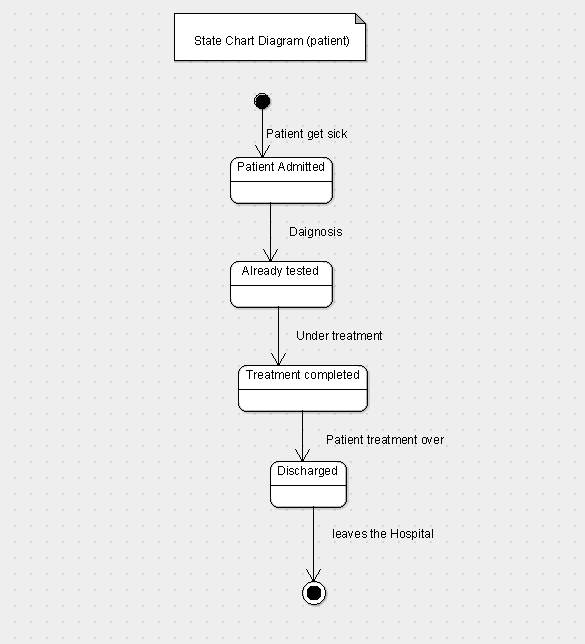 State Chart Diagram (patient)
Patient get sick
Patient Admitted
Daignosis
Already tested
Under treatment
Treatment completed
Patient treatment over
Discharged
leaves the Hospital